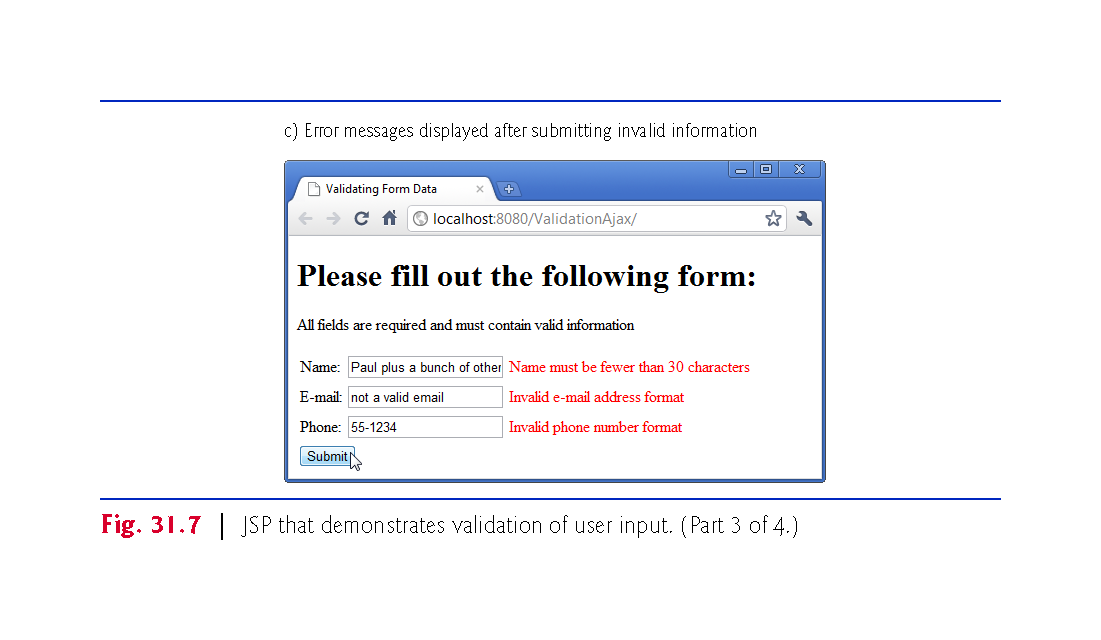 c) Error messages displayed after submitting invalid information
Validating Form Data
localhost:8080/ValidationAjax/
Please fill out the following form:
All fields are required and must contain valid information
Name: Paul plus a bunch of other Name must be fewer than 30 characters
E-mail: not a valid email Invalid e-mail address format
Phone: 55-1234 Invalid phone number format
Submit
Fig. 31.7 | JSP that demonstrates validation of user input. (Part 3 of 4.)